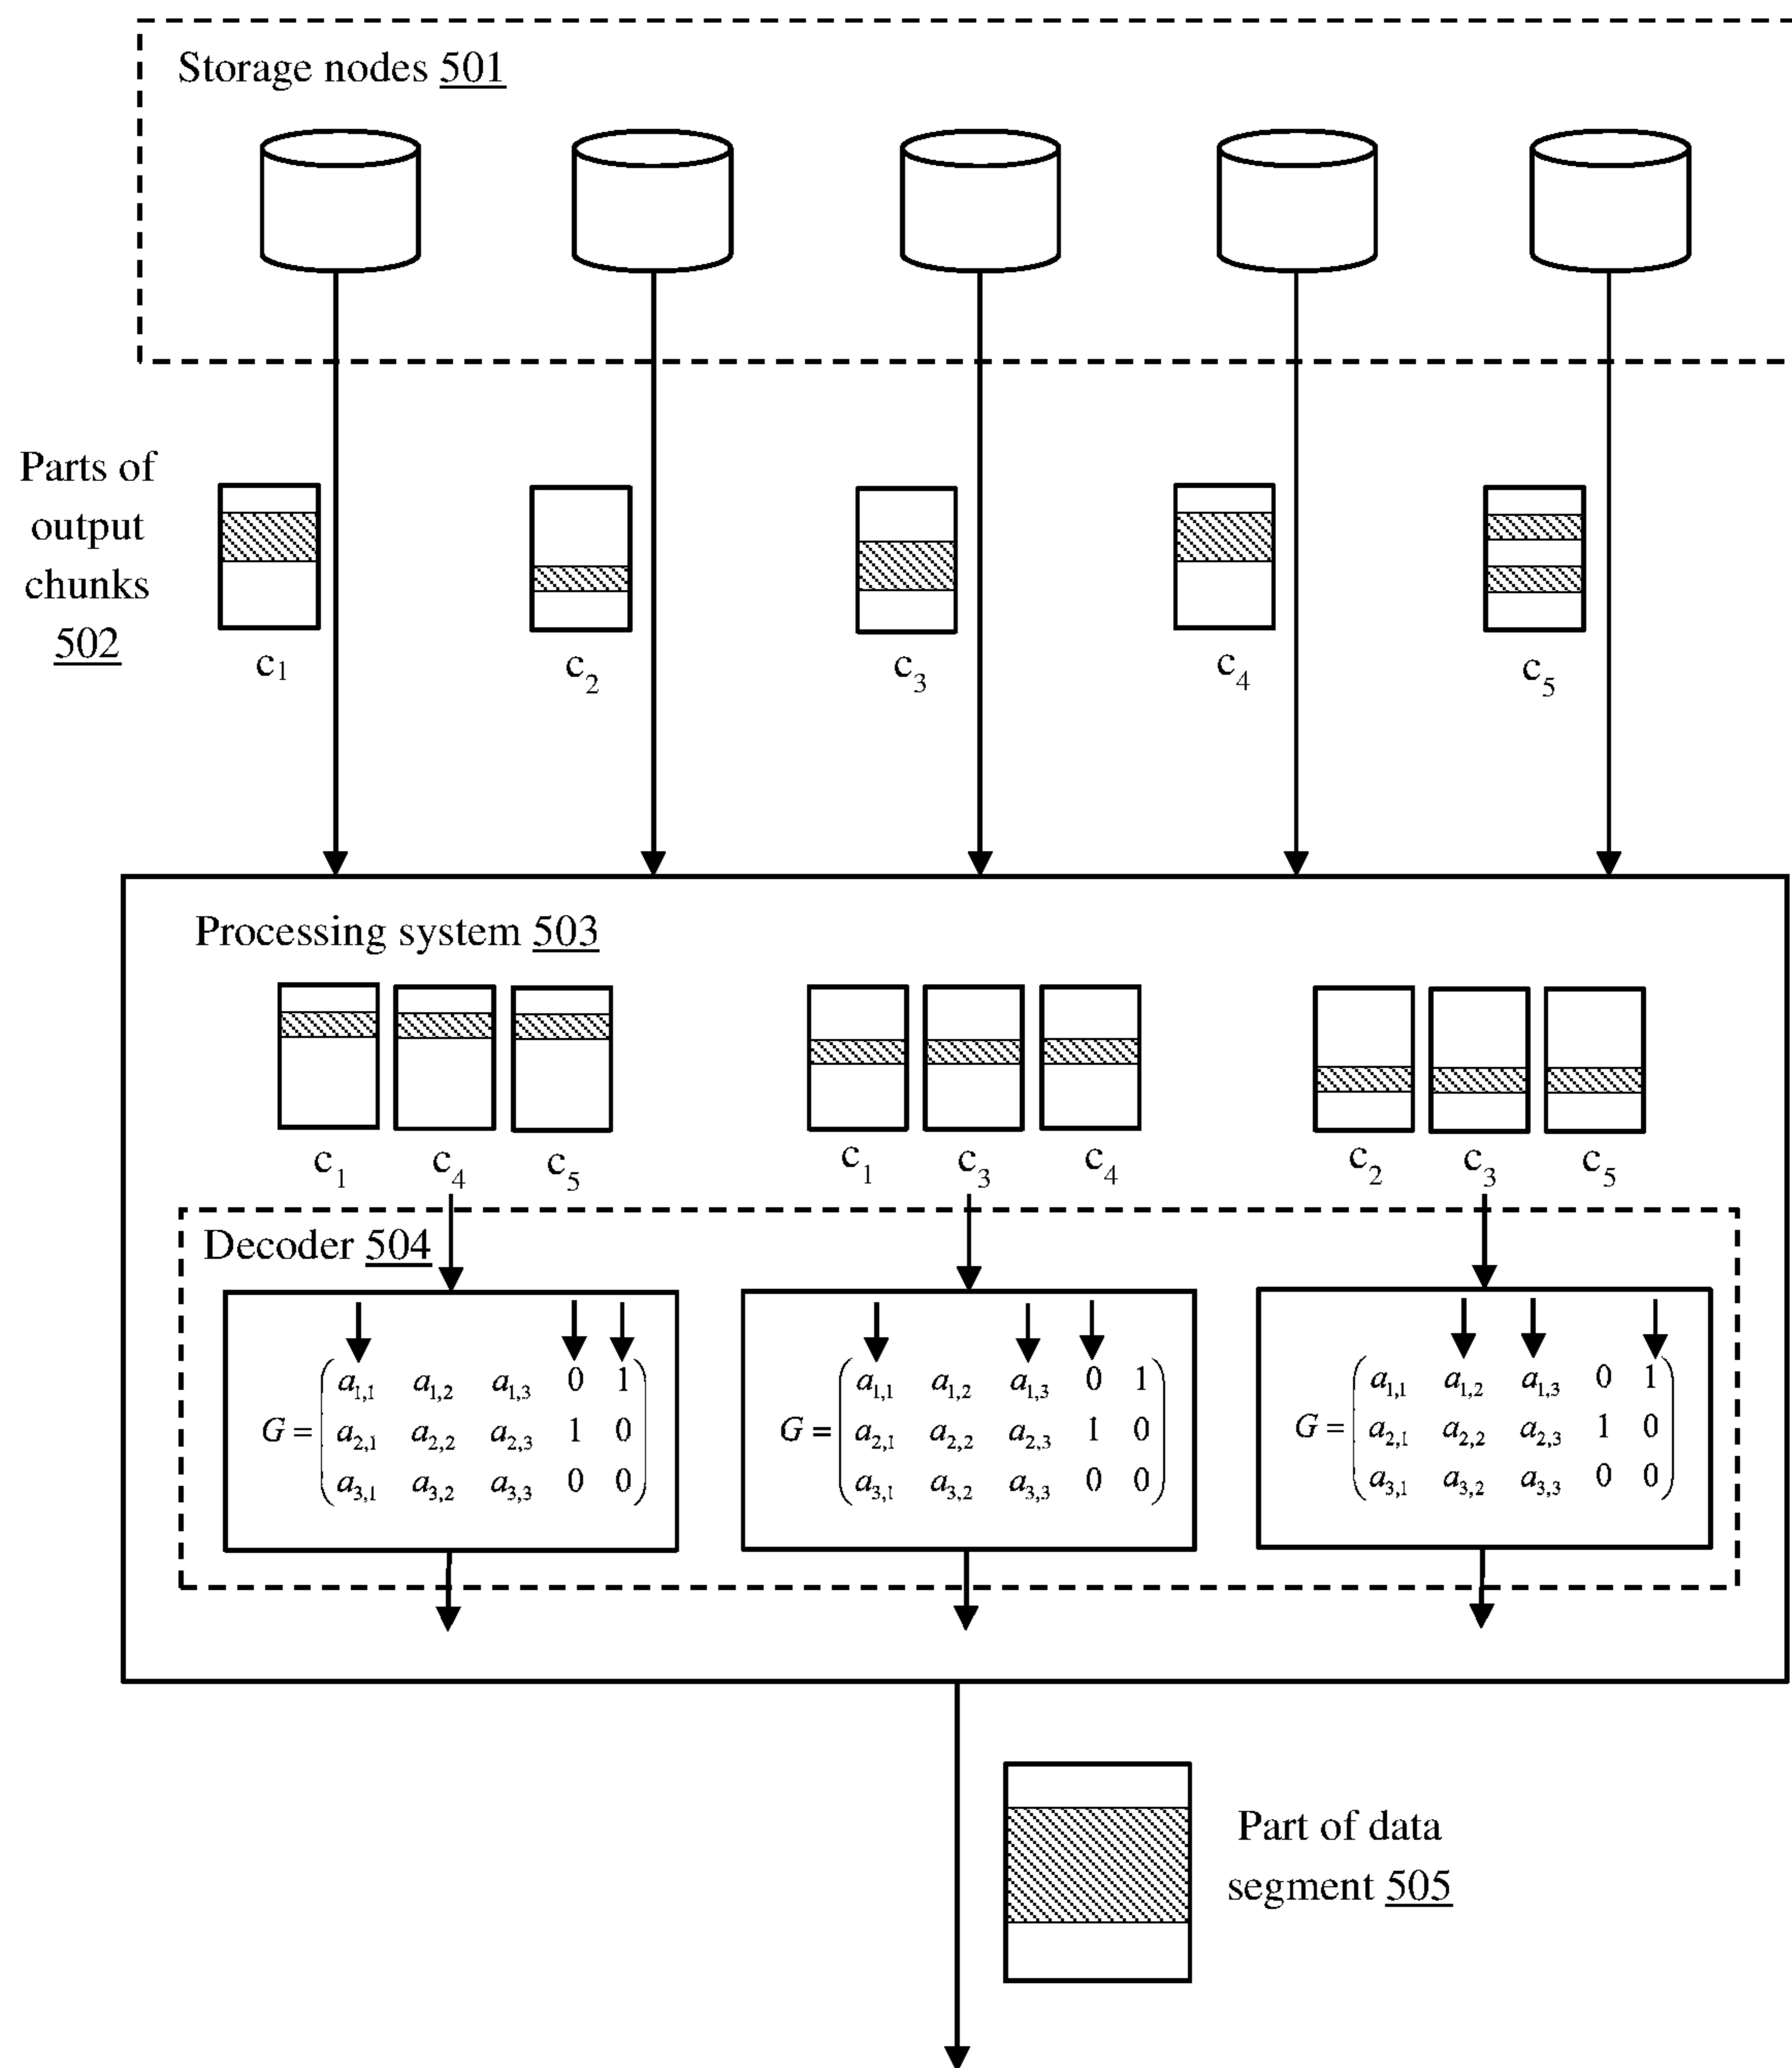 Storage nodes 501
Parts of
output
chunks
502
c₁ c₂ c₃ c₄ c₅
Processing system 503
c₁ c₄ c₅ c₁ c₃ c₄ c₂ c₃ c₅
Decoder 504
a₁,₁ a₁,₂ a₁,₃ 0 1 a₁,₁ a₁,₂ a₁,₃ 0 1 a₁,₁ a₁,₂ a₁,₃ 0 1
G = a₂,₁ a₂,₂ a₂,₃ 1 0 G = a₂,₁ a₂,₂ a₂,₃ 1 0 G = a₂,₁ a₂,₂ a₂,₃ 1 0
a₃,₁ a₃,₂ a₃,₃ 0 0 a₃,₁ a₃,₂ a₃,₃ 0 0 a₃,₁ a₃,₂ a₃,₃ 0 0
Part of data
segment 505